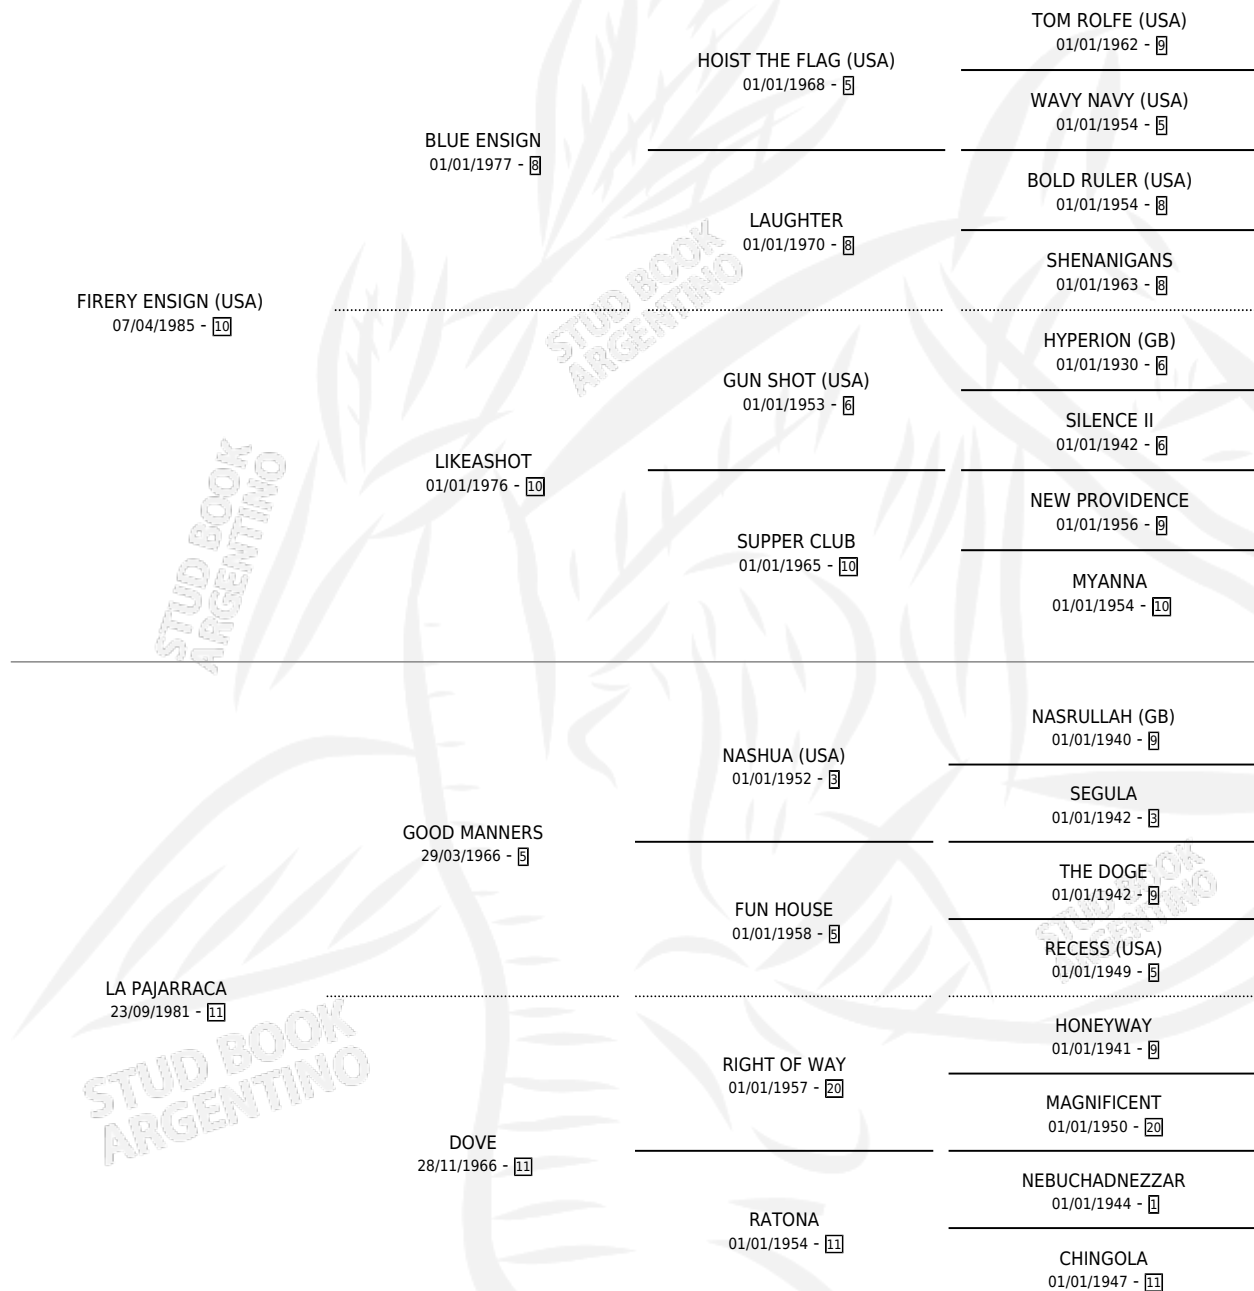 TOM ROLFE (USA)
01/01/1962 - 9
HOIST THE FLAG (USA)
01/01/1968 - 5
WAVY NAVY (USA)
01/01/1954 - 5
BLUE ENSIGN
01/01/1977 - 8
BOLD RULER (USA)
01/01/1954 - 8
LAUGHTER
01/01/1970 - 8
SHENANIGANS
01/01/1963 - 8
FIRERY ENSIGN (USA)
07/04/1985 - 10
HYPERION (GB)
01/01/1930 - 6
GUN SHOT (USA)
01/01/1953 - 6
SILENCE II
01/01/1942 - 6
LIKEASHOT
01/01/1976 - 10
NEW PROVIDENCE
01/01/1956 - 9
SUPPER CLUB
01/01/1965 - 10
MYANNA
01/01/1954 - 10
NASRULLAH (GB)
01/01/1940 - 9
NASHUA (USA)
01/01/1952 - 3
SEGULA
01/01/1942 - 3
GOOD MANNERS
29/03/1966 - 5
THE DOGE
01/01/1942 - 9
FUN HOUSE
01/01/1958 - 5
RECESS (USA)
01/01/1949 - 5
LA PAJARRACA
23/09/1981 - 11
HONEYWAY
01/01/1941 - 9
RIGHT OF WAY
01/01/1957 - 20
MAGNIFICENT
01/01/1950 - 20
DOVE
28/11/1966 - 11
NEBUCHADNEZZAR
01/01/1944 - 1
RATONA
01/01/1954 - 11
CHINGOLA
01/01/1947 - 11
STUD BOOK
ARGENTINO
STUD BOOK
ARGENTINO
STUD BOOK
ARGENTINO
STUD BOOK
ARGENTINO